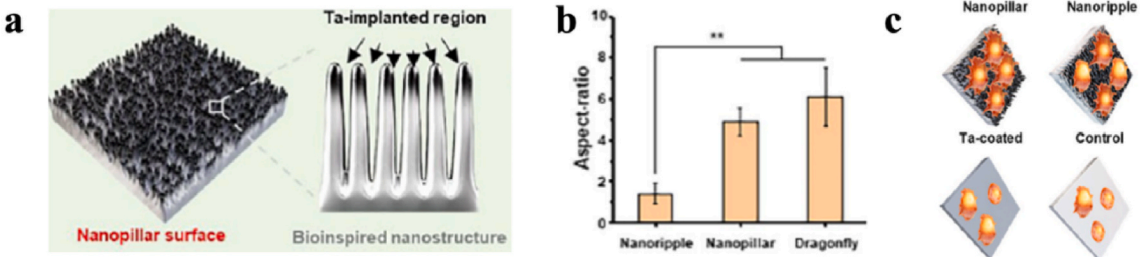 a
Ta-implanted region
Nanopillar surface
Bioinspired nanostructure
b
Aspect-ratio
10
8
6
4
2
0
**
Nanoripple Nanopillar Dragonfly
c
Nanopillar Nanoripple
Ta-coated Control